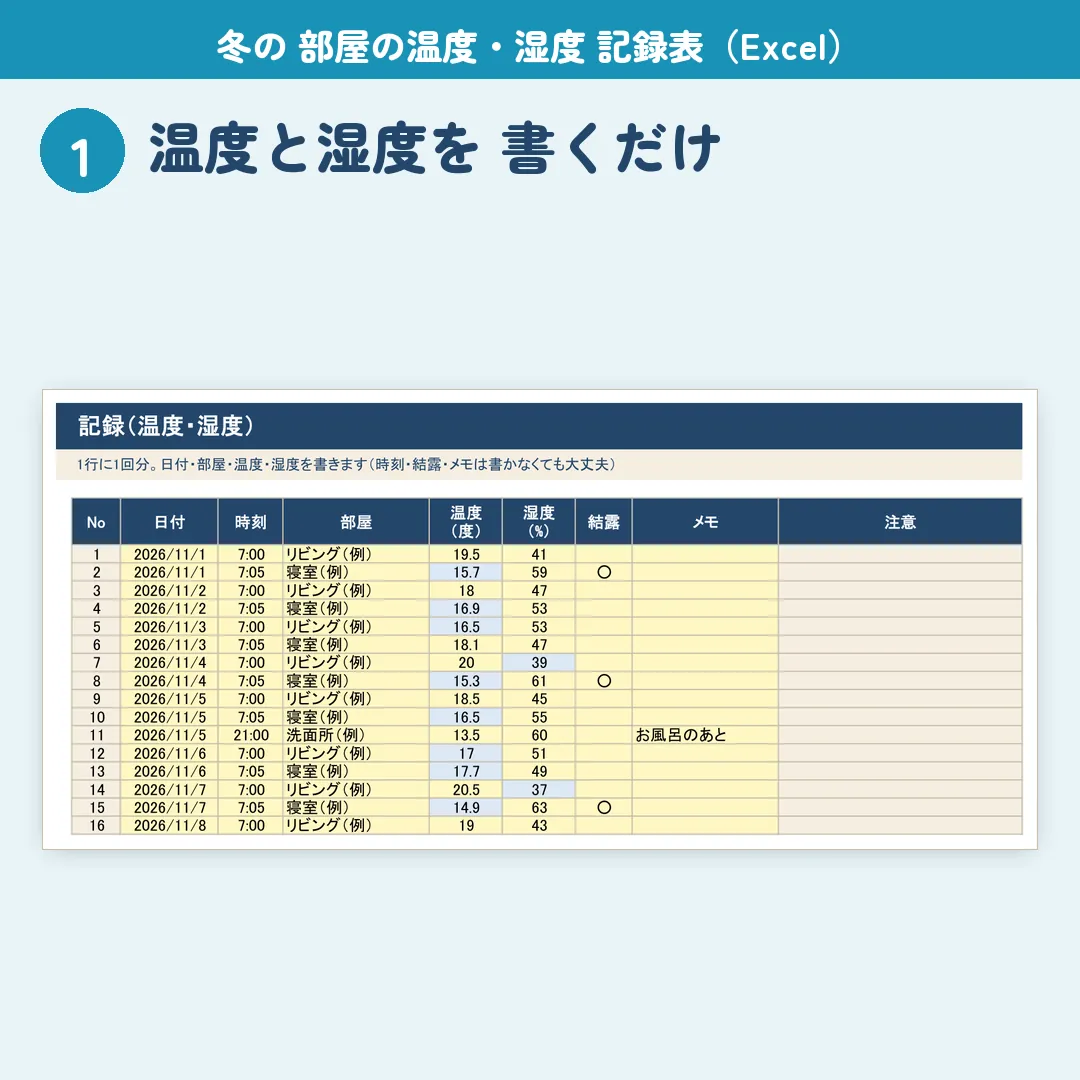 冬の 部屋の温度・湿度 記録表（Excel）
1 温度と湿度を 書くだけ
記録（温度・湿度）
1行に1回分。日付・部屋・温度・湿度を書きます（時刻・結露・メモは書かなくても大丈夫）
No 日付 時刻 部屋 温度（度） 湿度（%） 結露 メモ 注意
1 2026/11/1 7:00 リビング（例） 19.5 41
2 2026/11/1 7:05 寝室（例） 15.7 59 〇
3 2026/11/2 7:00 リビング（例） 18 47
4 2026/11/2 7:05 寝室（例） 16.9 53
5 2026/11/3 7:00 リビング（例） 16.5 53
6 2026/11/3 7:05 寝室（例） 18.1 47
7 2026/11/4 7:00 リビング（例） 20 39
8 2026/11/4 7:05 寝室（例） 15.3 61 〇
9 2026/11/5 7:00 リビング（例） 18.5 45
10 2026/11/5 7:05 寝室（例） 16.5 55
11 2026/11/5 21:00 洗面所（例） 13.5 60 お風呂のあと
12 2026/11/6 7:00 リビング（例） 17 51
13 2026/11/6 7:05 寝室（例） 17.7 49
14 2026/11/7 7:00 リビング（例） 20.5 37
15 2026/11/7 7:05 寝室（例） 14.9 63 〇
16 2026/11/8 7:00 リビング（例） 19 43